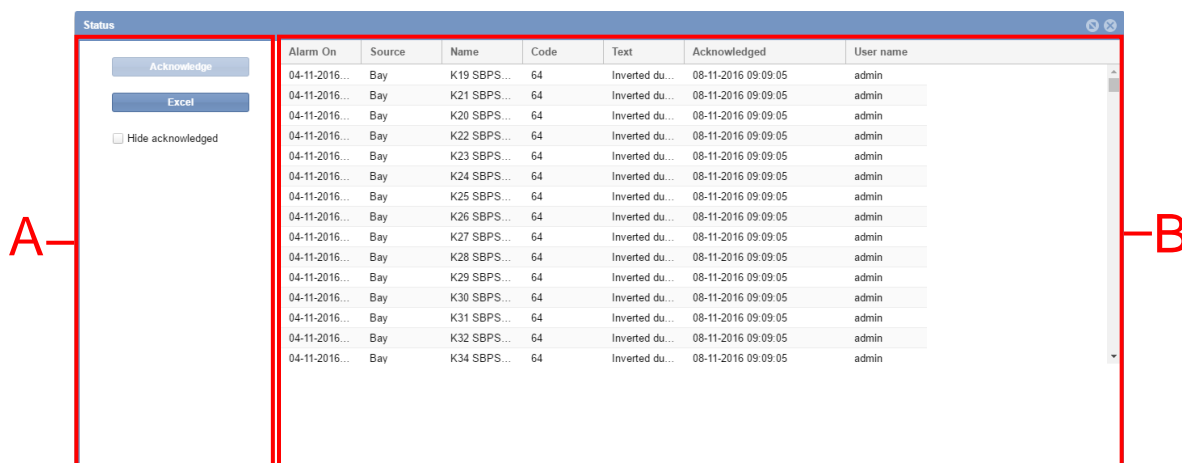 Status
Acknowledge
Excel
Hide acknowledged
A
Alarm On Source Name Code Text Acknowledged User name
04-11-2016... Bay K19 SBPS... 64 Inverted du... 08-11-2016 09:09:05 admin
04-11-2016... Bay K21 SBPS... 64 Inverted du... 08-11-2016 09:09:05 admin
04-11-2016... Bay K20 SBPS... 64 Inverted du... 08-11-2016 09:09:05 admin
04-11-2016... Bay K22 SBPS... 64 Inverted du... 08-11-2016 09:09:05 admin
04-11-2016... Bay K23 SBPS... 64 Inverted du... 08-11-2016 09:09:05 admin
04-11-2016... Bay K24 SBPS... 64 Inverted du... 08-11-2016 09:09:05 admin
04-11-2016... Bay K25 SBPS... 64 Inverted du... 08-11-2016 09:09:05 admin
04-11-2016... Bay K26 SBPS... 64 Inverted du... 08-11-2016 09:09:05 admin
04-11-2016... Bay K27 SBPS... 64 Inverted du... 08-11-2016 09:09:05 admin
04-11-2016... Bay K28 SBPS... 64 Inverted du... 08-11-2016 09:09:05 admin
04-11-2016... Bay K29 SBPS... 64 Inverted du... 08-11-2016 09:09:05 admin
04-11-2016... Bay K30 SBPS... 64 Inverted du... 08-11-2016 09:09:05 admin
04-11-2016... Bay K31 SBPS... 64 Inverted du... 08-11-2016 09:09:05 admin
04-11-2016... Bay K32 SBPS... 64 Inverted du... 08-11-2016 09:09:05 admin
04-11-2016... Bay K34 SBPS... 64 Inverted du... 08-11-2016 09:09:05 admin
B